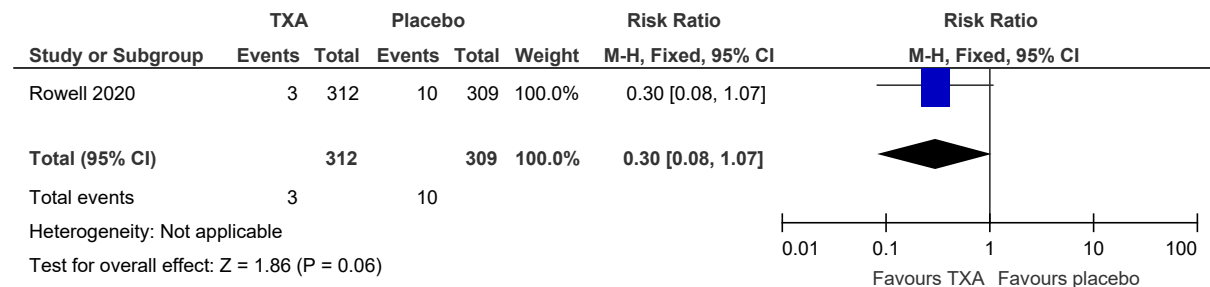 TXA Placebo Risk Ratio Risk Ratio
Study or Subgroup Events Total Events Total Weight M-H, Fixed, 95% CI M-H, Fixed, 95% CI
Rowell 2020 3 312 10 309 100.0% 0.30 [0.08, 1.07]
Total (95% CI) 312 309 100.0% 0.30 [0.08, 1.07]
Total events 3 10
Heterogeneity: Not applicable
Test for overall effect: Z = 1.86 (P = 0.06)
0.01 0.1 1 10 100
Favours TXA Favours placebo